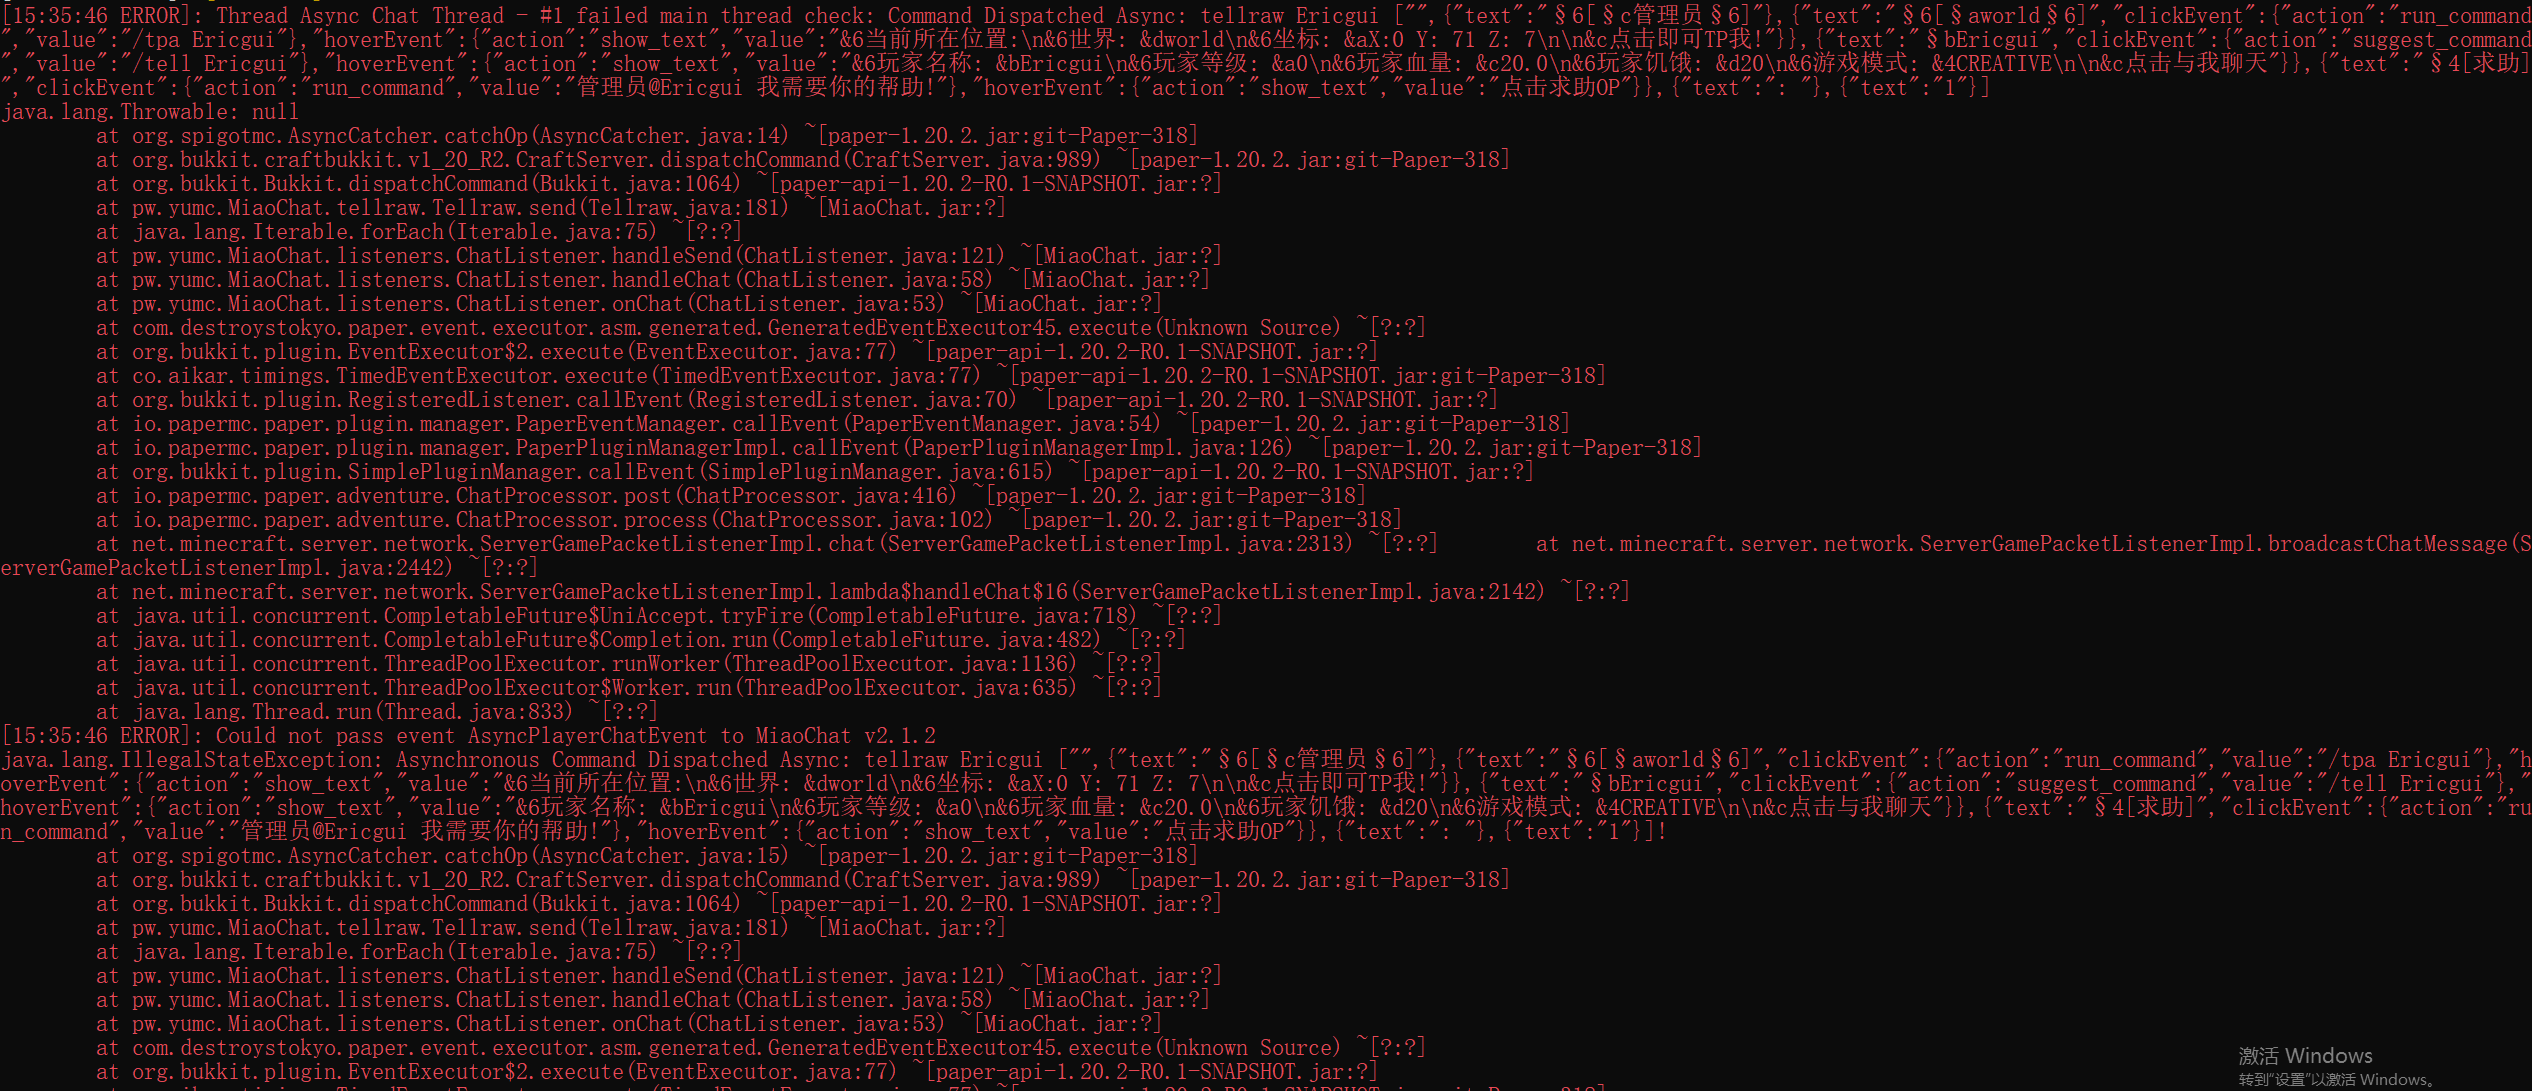 [15:35:46 ERROR]: Thread Async Chat Thread - #1 failed main thread check: Command Dispatched Async: tellraw Ericgui ["",{"text":"§6[§c管理员§6]"},{"text":"§6[§aworld§6]","clickEvent":{"action":"run_command
","value":"/tpa Ericgui"},"hoverEvent":{"action":"show_text","value":"&6当前所在位置:\n&6世界: &dworld\n&6坐标: &aX:0 Y: 71 Z: 7\n\n&c点击即可TP我!"}},{"text":"§bEricgui","clickEvent":{"action":"suggest_command
","value":"/tell Ericgui"},"hoverEvent":{"action":"show_text","value":"&6玩家名称: &bEricgui\n&6玩家等级: &a0\n&6玩家血量: &c20.0\n&6玩家饥饿: &d20\n&6游戏模式: &4CREATIVE\n\n&c点击与我聊天"}},{"text":"§4[求助]
","clickEvent":{"action":"run_command","value":"管理员@Ericgui 我需要你的帮助!"},"hoverEvent":{"action":"show_text","value":"点击求助OP"}},{"text":": "},{"text":"1"}]
java.lang.Throwable: null
at org.spigotmc.AsyncCatcher.catchOp(AsyncCatcher.java:14) ~[paper-1.20.2.jar:git-Paper-318]
at org.bukkit.craftbukkit.v1_20_R2.CraftServer.dispatchCommand(CraftServer.java:989) ~[paper-1.20.2.jar:git-Paper-318]
at org.bukkit.Bukkit.dispatchCommand(Bukkit.java:1064) ~[paper-api-1.20.2-R0.1-SNAPSHOT.jar:?]
at pw.yumc.MiaoChat.tellraw.Tellraw.send(Tellraw.java:181) ~[MiaoChat.jar:?]
at java.lang.Iterable.forEach(Iterable.java:75) ~[?:?]
at pw.yumc.MiaoChat.listeners.ChatListener.handleSend(ChatListener.java:121) ~[MiaoChat.jar:?]
at pw.yumc.MiaoChat.listeners.ChatListener.handleChat(ChatListener.java:58) ~[MiaoChat.jar:?]
at pw.yumc.MiaoChat.listeners.ChatListener.onChat(ChatListener.java:53) ~[MiaoChat.jar:?]
at com.destroystokyo.paper.event.executor.asm.generated.GeneratedEventExecutor45.execute(Unknown Source) ~[?:?]
at org.bukkit.plugin.EventExecutor$2.execute(EventExecutor.java:77) ~[paper-api-1.20.2-R0.1-SNAPSHOT.jar:?]
at co.aikar.timings.TimedEventExecutor.execute(TimedEventExecutor.java:77) ~[paper-api-1.20.2-R0.1-SNAPSHOT.jar:git-Paper-318]
at org.bukkit.plugin.RegisteredListener.callEvent(RegisteredListener.java:70) ~[paper-api-1.20.2-R0.1-SNAPSHOT.jar:?]
at io.papermc.paper.plugin.manager.PaperEventManager.callEvent(PaperEventManager.java:54) ~[paper-1.20.2.jar:git-Paper-318]
at io.papermc.paper.plugin.manager.PaperPluginManagerImpl.callEvent(PaperPluginManagerImpl.java:126) ~[paper-1.20.2.jar:git-Paper-318]
at org.bukkit.plugin.SimplePluginManager.callEvent(SimplePluginManager.java:615) ~[paper-api-1.20.2-R0.1-SNAPSHOT.jar:?]
at io.papermc.paper.adventure.ChatProcessor.post(ChatProcessor.java:416) ~[paper-1.20.2.jar:git-Paper-318]
at io.papermc.paper.adventure.ChatProcessor.process(ChatProcessor.java:102) ~[paper-1.20.2.jar:git-Paper-318]
at net.minecraft.server.network.ServerGamePacketListenerImpl.chat(ServerGamePacketListenerImpl.java:2313) ~[?:?] at net.minecraft.server.network.ServerGamePacketListenerImpl.broadcastChatMessage(S
erverGamePacketListenerImpl.java:2442) ~[?:?]
at net.minecraft.server.network.ServerGamePacketListenerImpl.lambda$handleChat$16(ServerGamePacketListenerImpl.java:2142) ~[?:?]
at java.util.concurrent.CompletableFuture$UniAccept.tryFire(CompletableFuture.java:718) ~[?:?]
at java.util.concurrent.CompletableFuture$Completion.run(CompletableFuture.java:482) ~[?:?]
at java.util.concurrent.ThreadPoolExecutor.runWorker(ThreadPoolExecutor.java:1136) ~[?:?]
at java.util.concurrent.ThreadPoolExecutor$Worker.run(ThreadPoolExecutor.java:635) ~[?:?]
at java.lang.Thread.run(Thread.java:833) ~[?:?]
[15:35:46 ERROR]: Could not pass event AsyncPlayerChatEvent to MiaoChat v2.1.2
java.lang.IllegalStateException: Asynchronous Command Dispatched Async: tellraw Ericgui ["",{"text":"§6[§c管理员§6]"},{"text":"§6[§aworld§6]","clickEvent":{"action":"run_command","value":"/tpa Ericgui"},"h
overEvent":{"action":"show_text","value":"&6当前所在位置:\n&6世界: &dworld\n&6坐标: &aX:0 Y: 71 Z: 7\n\n&c点击即可TP我!"}},{"text":"§bEricgui","clickEvent":{"action":"suggest_command","value":"/tell Ericgui"},"
hoverEvent":{"action":"show_text","value":"&6玩家名称: &bEricgui\n&6玩家等级: &a0\n&6玩家血量: &c20.0\n&6玩家饥饿: &d20\n&6游戏模式: &4CREATIVE\n\n&c点击与我聊天"}},{"text":"§4[求助]","clickEvent":{"action":"ru
n_command","value":"管理员@Ericgui 我需要你的帮助!"},"hoverEvent":{"action":"show_text","value":"点击求助OP"}},{"text":": "},{"text":"1"}]!
at org.spigotmc.AsyncCatcher.catchOp(AsyncCatcher.java:15) ~[paper-1.20.2.jar:git-Paper-318]
at org.bukkit.craftbukkit.v1_20_R2.CraftServer.dispatchCommand(CraftServer.java:989) ~[paper-1.20.2.jar:git-Paper-318]
at org.bukkit.Bukkit.dispatchCommand(Bukkit.java:1064) ~[paper-api-1.20.2-R0.1-SNAPSHOT.jar:?]
at pw.yumc.MiaoChat.tellraw.Tellraw.send(Tellraw.java:181) ~[MiaoChat.jar:?]
at java.lang.Iterable.forEach(Iterable.java:75) ~[?:?]
at pw.yumc.MiaoChat.listeners.ChatListener.handleSend(ChatListener.java:121) ~[MiaoChat.jar:?]
at pw.yumc.MiaoChat.listeners.ChatListener.handleChat(ChatListener.java:58) ~[MiaoChat.jar:?]
at pw.yumc.MiaoChat.listeners.ChatListener.onChat(ChatListener.java:53) ~[MiaoChat.jar:?]
at com.destroystokyo.paper.event.executor.asm.generated.GeneratedEventExecutor45.execute(Unknown Source) ~[?:?]
at org.bukkit.plugin.EventExecutor$2.execute(EventExecutor.java:77) ~[paper-api-1.20.2-R0.1-SNAPSHOT.jar:?]
激活 Windows
转到"设置"以激活 Windows。